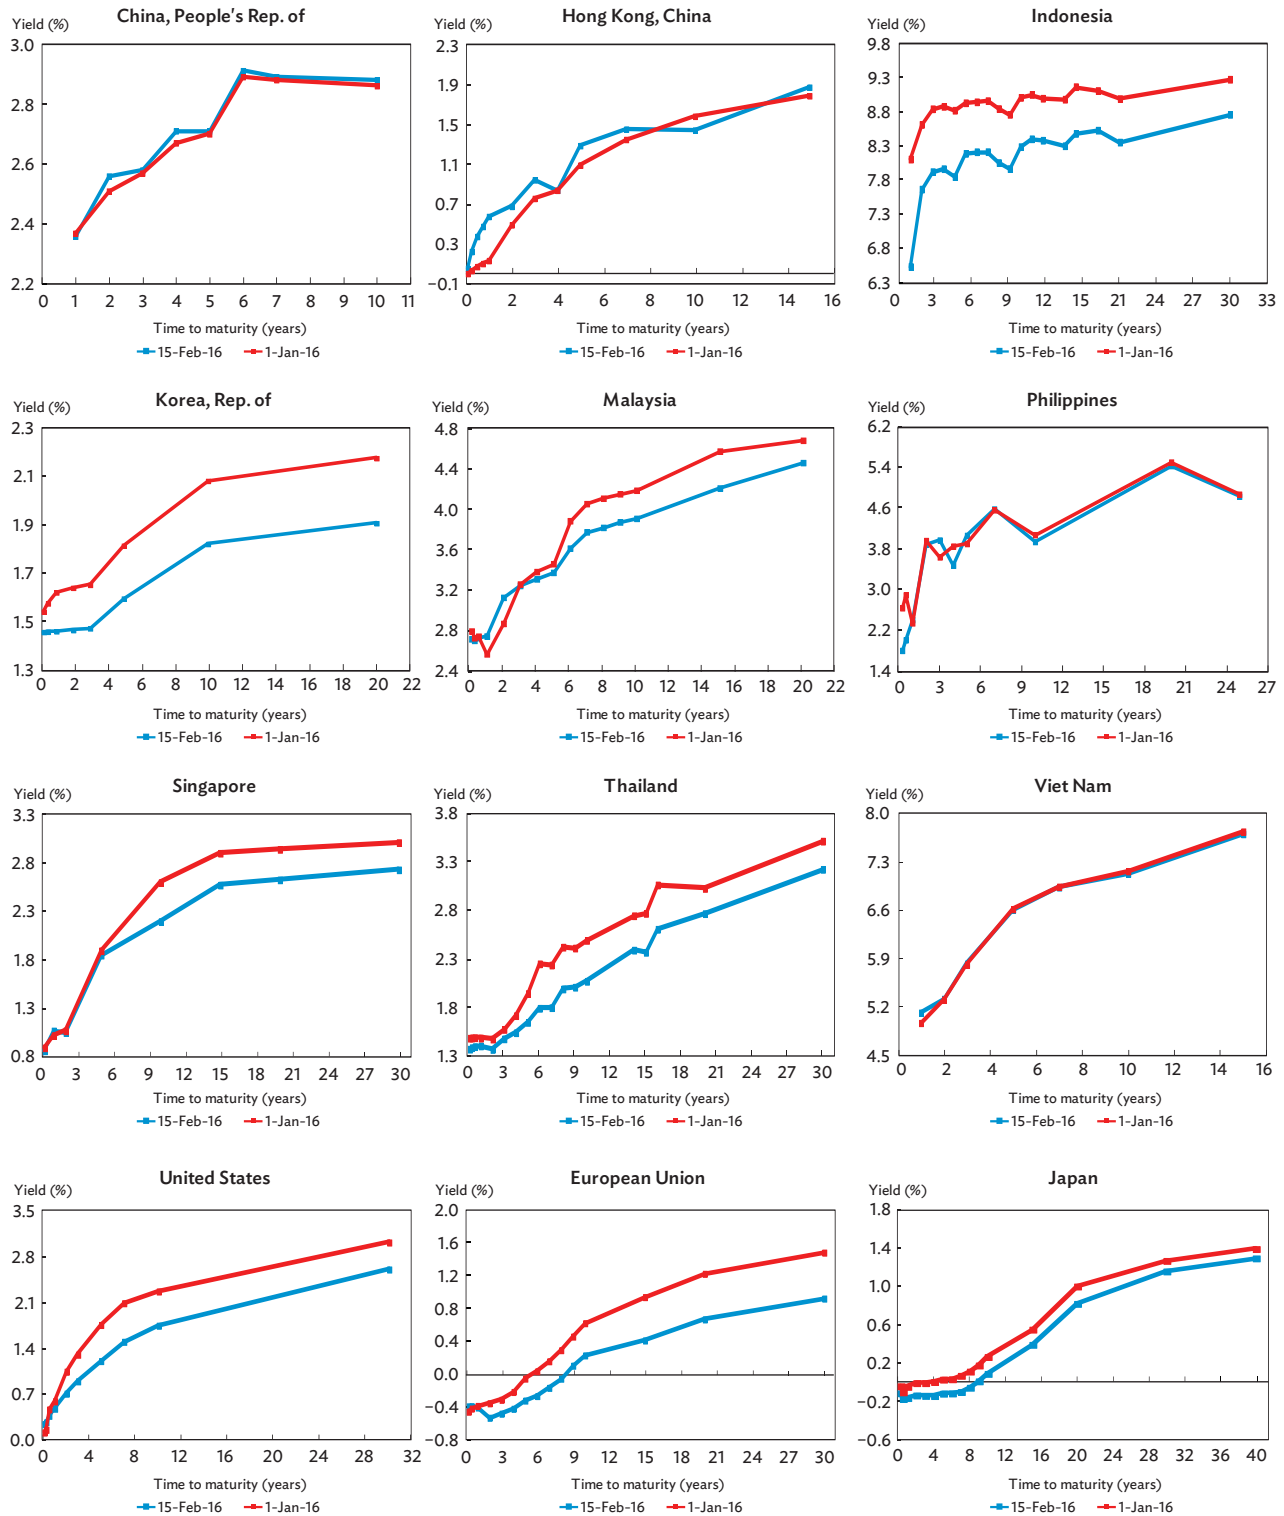 China, People's Rep. of
Yield (%)
3.0
2.8
2.6
2.4
2.2
0 1 2 3 4 5 6 7 8 9 10 11
Time to maturity (years)
15-Feb-16 1-Jan-16
Hong Kong, China
Yield (%)
2.3
1.9
1.5
1.1
0.7
0.3
–0.1
0 2 4 6 8 10 12 14 16
Time to maturity (years)
15-Feb-16 1-Jan-16
Indonesia
Yield (%)
9.8
9.3
8.8
8.3
7.8
7.3
6.8
6.3
0 3 6 9 12 15 18 21 24 27 30 33
Time to maturity (years)
15-Feb-16 1-Jan-16
Korea, Rep. of
Yield (%)
2.3
2.1
1.9
1.7
1.5
1.3
0 2 4 6 8 10 12 14 16 18 20 22
Time to maturity (years)
15-Feb-16 1-Jan-16
Malaysia
Yield (%)
4.8
4.4
4.0
3.6
3.2
2.8
2.4
0 2 4 6 8 10 12 14 16 18 20 22
Time to maturity (years)
15-Feb-16 1-Jan-16
Philippines
Yield (%)
6.2
5.4
4.6
3.8
3.0
2.2
1.4
0 3 6 9 12 15 18 21 25 27
Time to maturity (years)
15-Feb-16 1-Jan-16
Singapore
Yield (%)
3.3
2.8
2.3
1.8
1.3
0.8
0 3 6 9 12 15 18 21 24 27 30
Time to maturity (years)
15-Feb-16 1-Jan-16
Thailand
Yield (%)
3.8
3.3
2.8
2.3
1.8
1.3
0 3 6 9 12 15 18 21 24 27 30
Time to maturity (years)
15-Feb-16 1-Jan-16
Viet Nam
Yield (%)
8.0
7.3
6.6
5.9
5.2
4.5
0 2 4 6 8 10 12 14 16
Time to maturity (years)
15-Feb-16 1-Jan-16
United States
Yield (%)
3.5
2.8
2.1
1.4
0.7
0.0
0 4 8 12 16 20 24 28 32
Time to maturity (years)
15-Feb-16 1-Jan-16
European Union
Yield (%)
2.0
1.6
1.2
0.8
0.4
0.0
–0.4
–0.8
0 3 6 9 12 15 18 21 24 27 30
Time to maturity (years)
15-Feb-16 1-Jan-16
Japan
Yield (%)
1.8
1.4
1.0
0.6
0.2
–0.2
–0.6
0 4 8 12 16 20 24 28 32 36 40
Time to maturity (years)
15-Feb-16 1-Jan-16